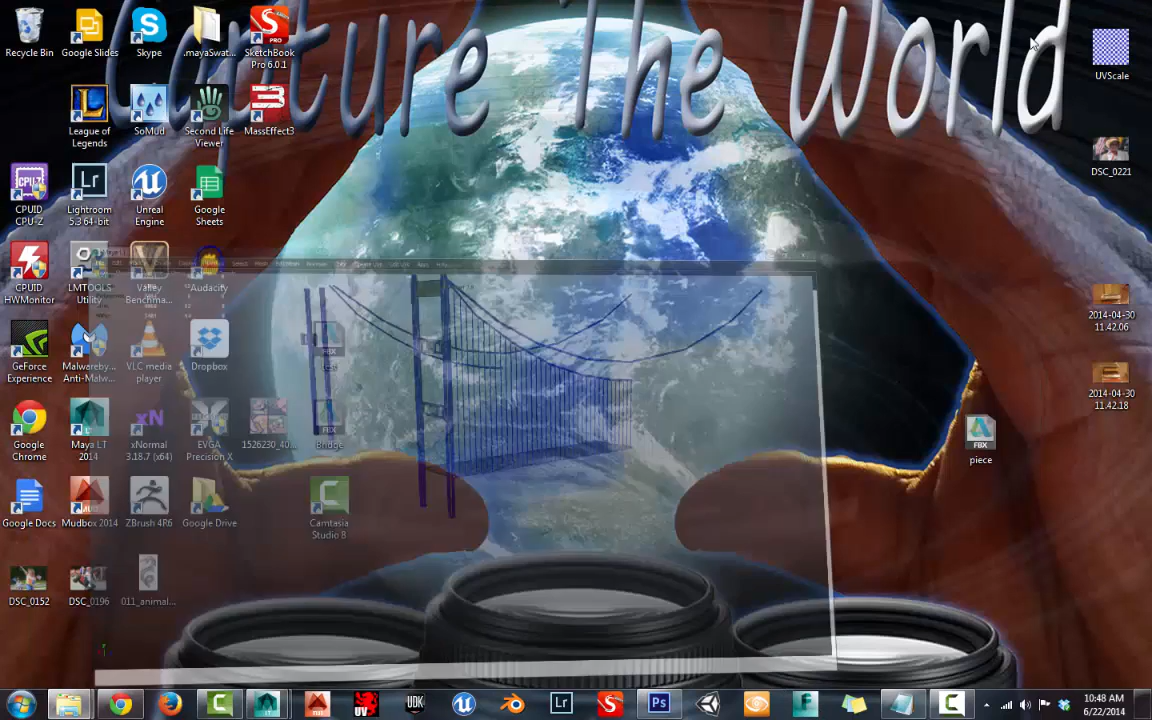 Capture The World
Recycle Bin
Google Slides
Skype
.mayaSwat...
SketchBook
Pro 6.0.1
UVScale
League of
Legends
SoMud
Second Life
Viewer
MassEffect3
DSC_0221
CPUID
CPU-Z
Lightroom
5.3 64-bit
Unreal
Engine
Google
Sheets
CPUID
HWMonitor
LMTOOLS
Utility
Valley
Benchma...
Audacity
2014-04-30
11.42.06
GeForce
Experience
Malwareby...
Anti-Malw...
VLC media
player
Dropbox
FBX
2014-04-30
11.42.18
Google
Chrome
Maya LT
2014
xNormal
3.18.7 (x64)
EVGA
Precision X
1526230_40...
FBX
Bridge
FBX
piece
Google Docs
Mudbox 2014
ZBrush 4R6
Google Drive
Camtasia
Studio 8
DSC_0152
DSC_0196
011_animal...
10:48 AM
6/22/2014